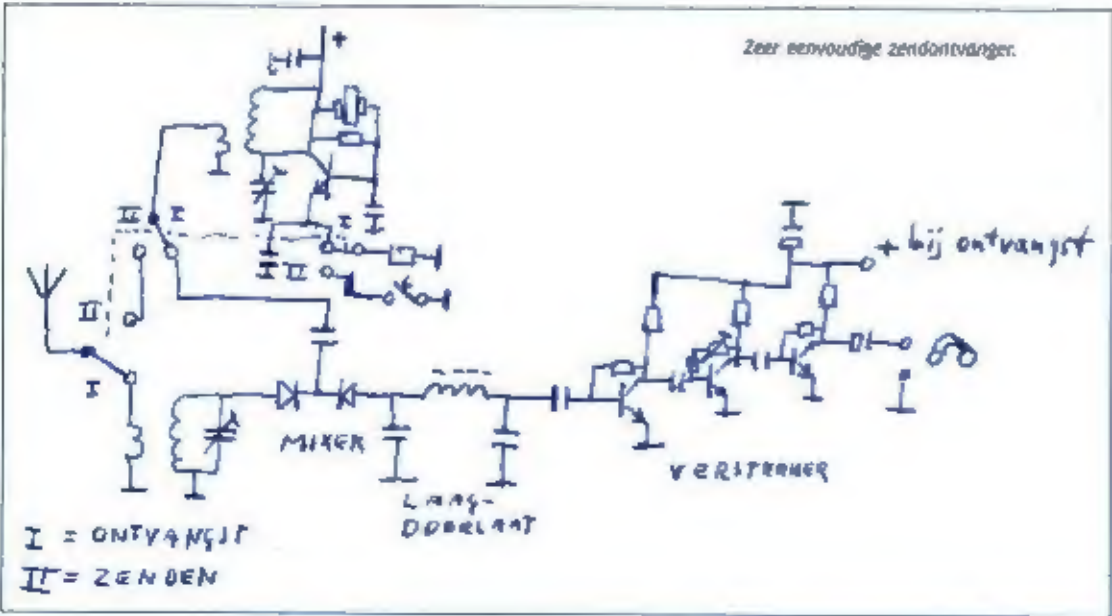 Zeer eenvoudige zendontvanger.
+
II I
I
II
II
I
+ bij ontvangst
MIXER
VERSTERKER
LAAG-
DOORLAAT
I = ONTVANGST
II = ZENDEN